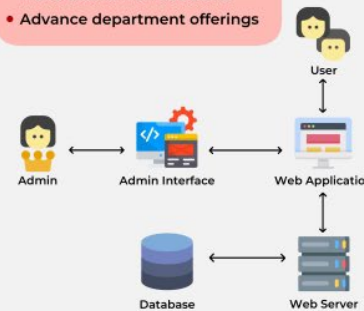 • Advance department offerings
User
Admin
Admin Interface
Web Applicatio
Database
Web Server